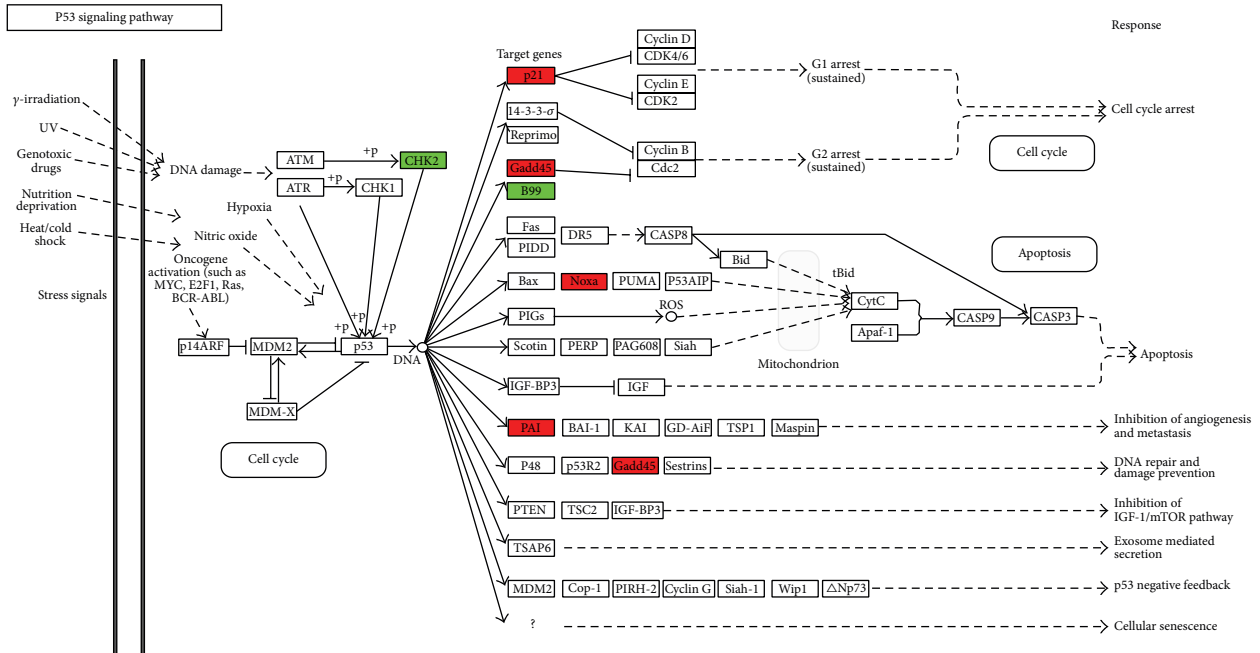 P53 signaling pathway
Response
Target genes
Cyclin D
CDK4/6
p21
G1 arrest
(sustained)
Cyclin E
CDK2
γ-irradiation
UV
Genotoxic
drugs
Nutrition
deprivation
Heat/cold
shock
Stress signals
DNA damage
ATM
+p
CHK2
ATR
+p
CHK1
Hypoxia
Nitric oxide
Oncogene
activation (such as
MYC, E2F1, Ras,
BCR-ABL)
14-3-3-σ
Reprimo
Gadd45
B99
Cyclin B
Cdc2
G2 arrest
(sustained)
Cell cycle arrest
Cell cycle
Fas
PIDD
DR5
CASP8
Bid
tBid
Apoptosis
Bax
Noxa
PUMA
P53AIP
Mitochondrion
CytC
Apaf-1
CASP9
CASP3
PIGs
ROS
+p
+p
+p
p14ARF
MDM2
p53
DNA
MDM-X
Cell cycle
Scotin
PERP
PAG608
Siah
Apoptosis
IGF-BP3
IGF
PAI
BAI-1
KAI
GD-AiF
TSP1
Maspin
Inhibition of angiogenesis
and metastasis
P48
p53R2
Gadd45
Sestrins
DNA repair and
damage prevention
PTEN
TSC2
IGF-BP3
Inhibition of
IGF-1/mTOR pathway
TSAP6
Exosome mediated
secretion
MDM2
Cop-1
PIRH-2
Cyclin G
Siah-1
Wip1
△Np73
p53 negative feedback
?
Cellular senescence